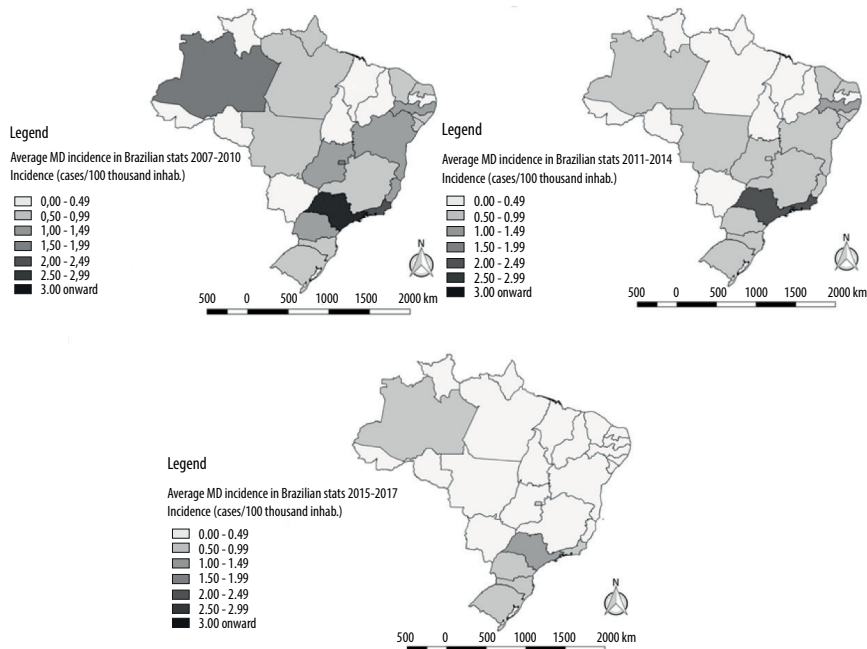 Legend
Average MD incidence in Brazilian stats 2007-2010
Incidence (cases/100 thousand inhab.)
0,00 - 0.49
0,50 - 0,99
1,00 - 1,49
1,50 - 1,99
2,00 - 2,49
2.50 - 2,99
3.00 onward
N
500 0 500 1000 1500 2000 km
Legend
Average MD incidence in Brazilian stats 2011-2014
Incidence (cases/100 thousand inhab.)
0.00 - 0.49
0.50 - 0.99
1.00 - 1.49
1.50 - 1.99
2.00 - 2.49
2.50 - 2.99
3.00 onward
N
500 0 500 1000 1500 2000 km
Legend
Average MD incidence in Brazilian stats 2015-2017
Incidence (cases/100 thousand inhab.)
0.00 - 0.49
0.50 - 0.99
1.00 - 1.49
1.50 - 1.99
2.00 - 2.49
2.50 - 2.99
3.00 onward
N
500 0 500 1000 1500 2000 km